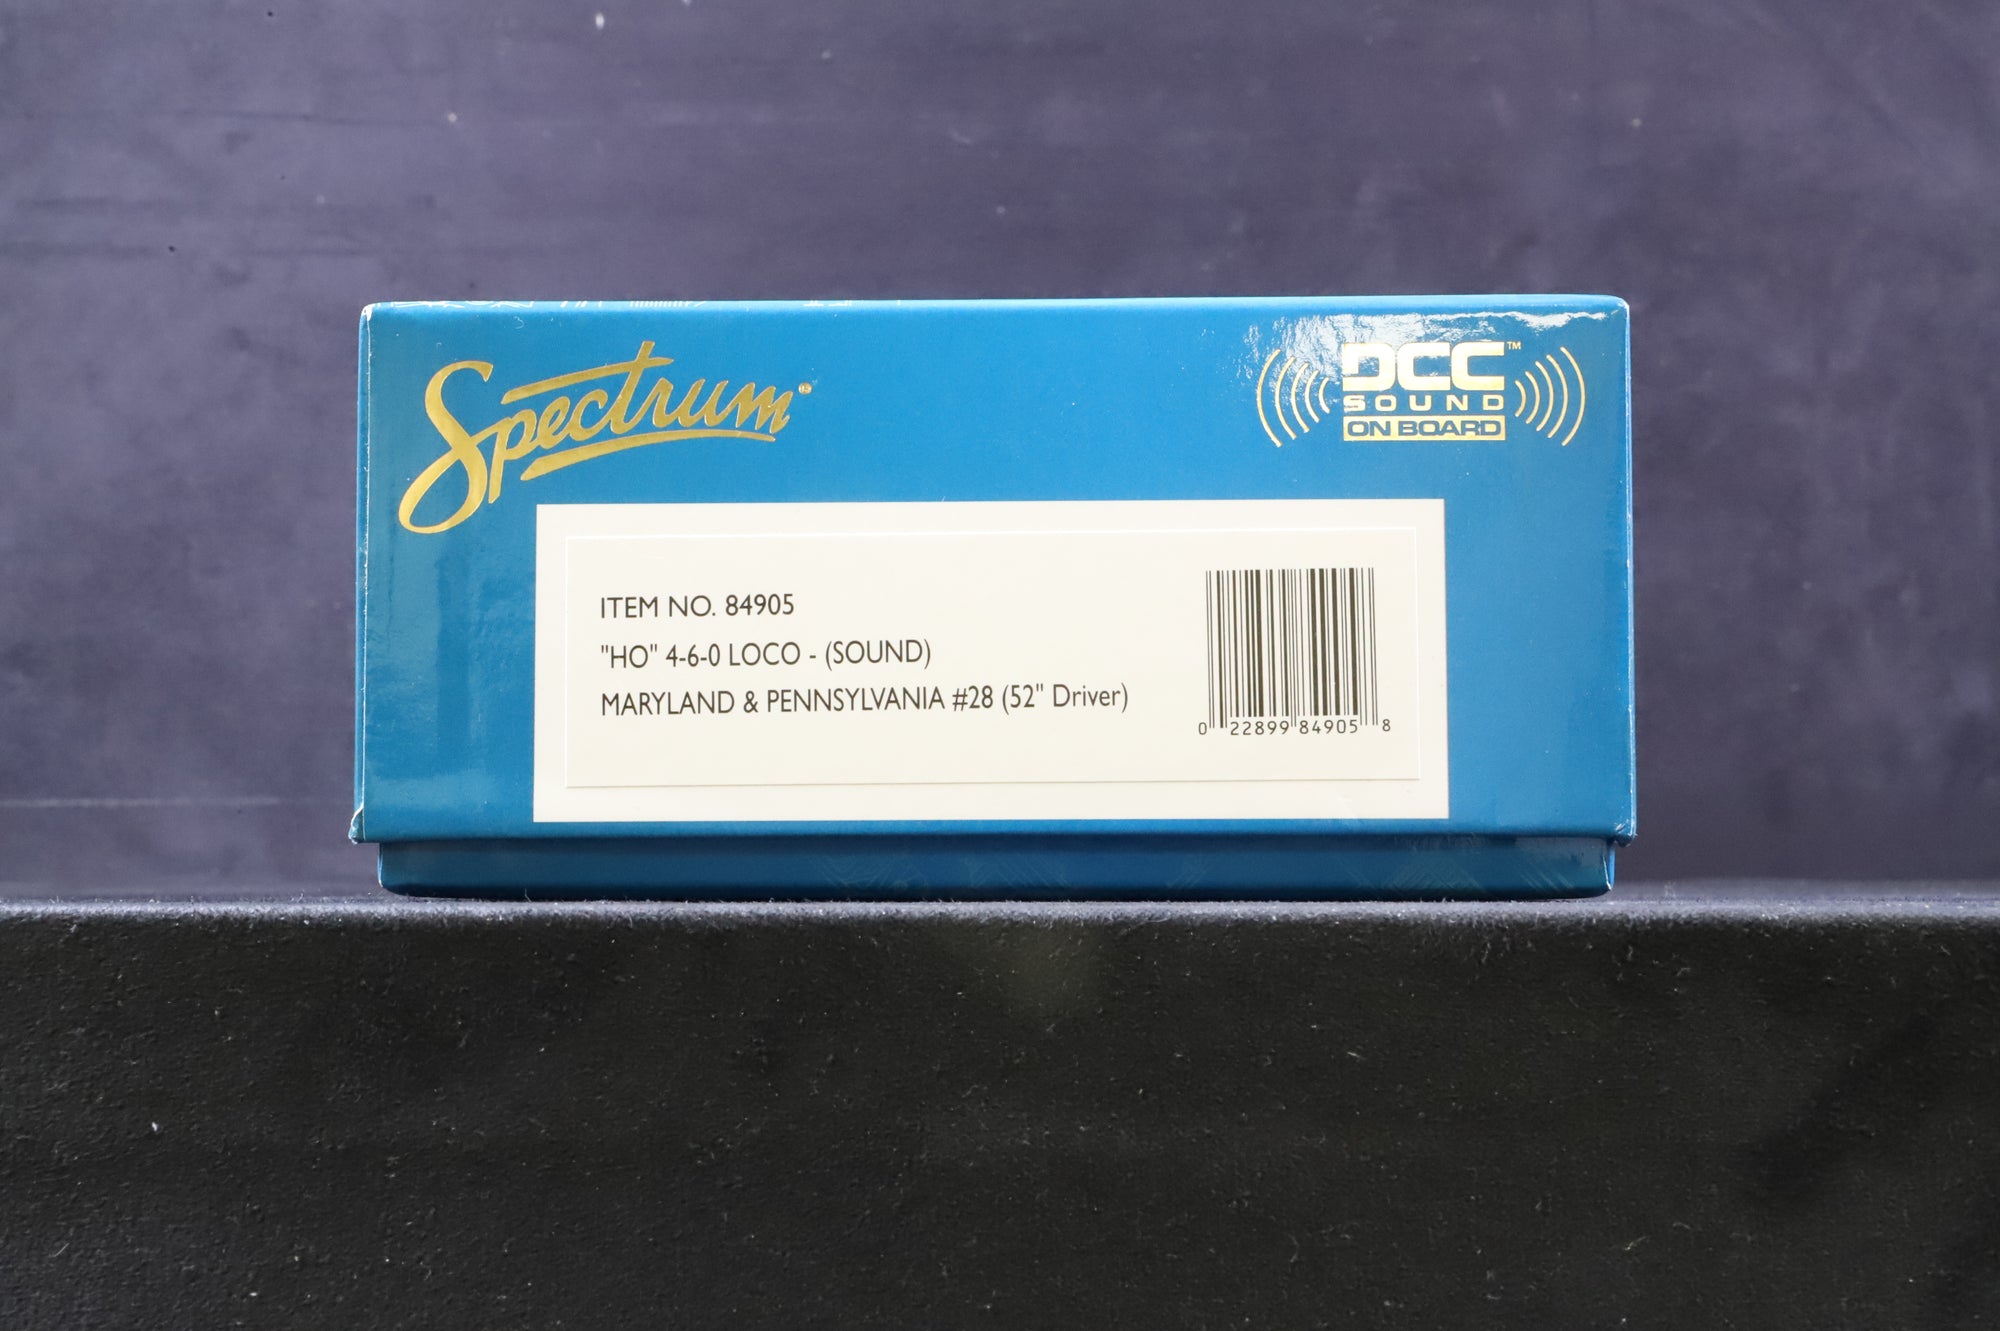 Spectrum®
DCC™
SOUND
ON BOARD
ITEM NO. 84905
"HO" 4-6-0 LOCO - (SOUND)
MARYLAND & PENNSYLVANIA #28 (52" Driver)
0 22899 84905 8